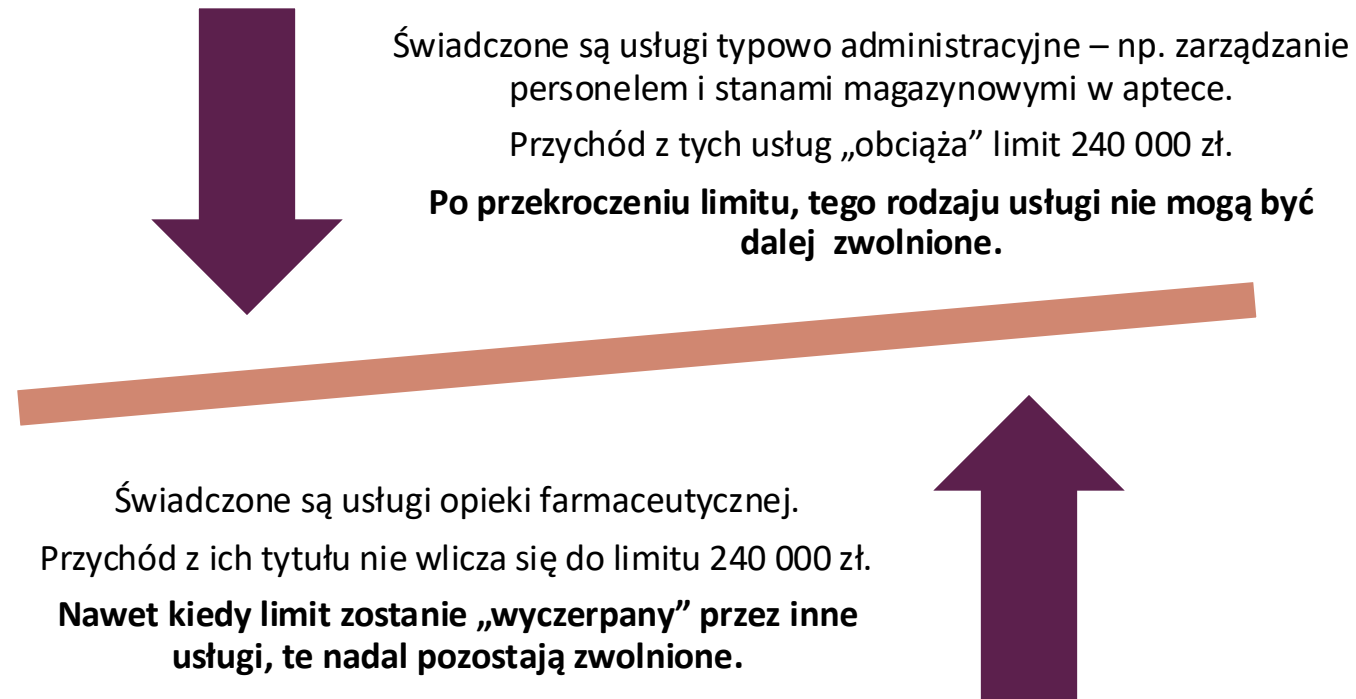 Świadczone są usługi typowo administracyjne – np. zarządzanie
personelem i stanami magazynowymi w aptece.
Przychód z tych usług „obciąża” limit 240 000 zł.
Po przekroczeniu limitu, tego rodzaju usługi nie mogą być
dalej  zwolnione.
Świadczone są usługi opieki farmaceutycznej.
Przychód z ich tytułu nie wlicza się do limitu 240 000 zł.
Nawet kiedy limit zostanie „wyczerpany” przez inne
usługi, te nadal pozostają zwolnione.